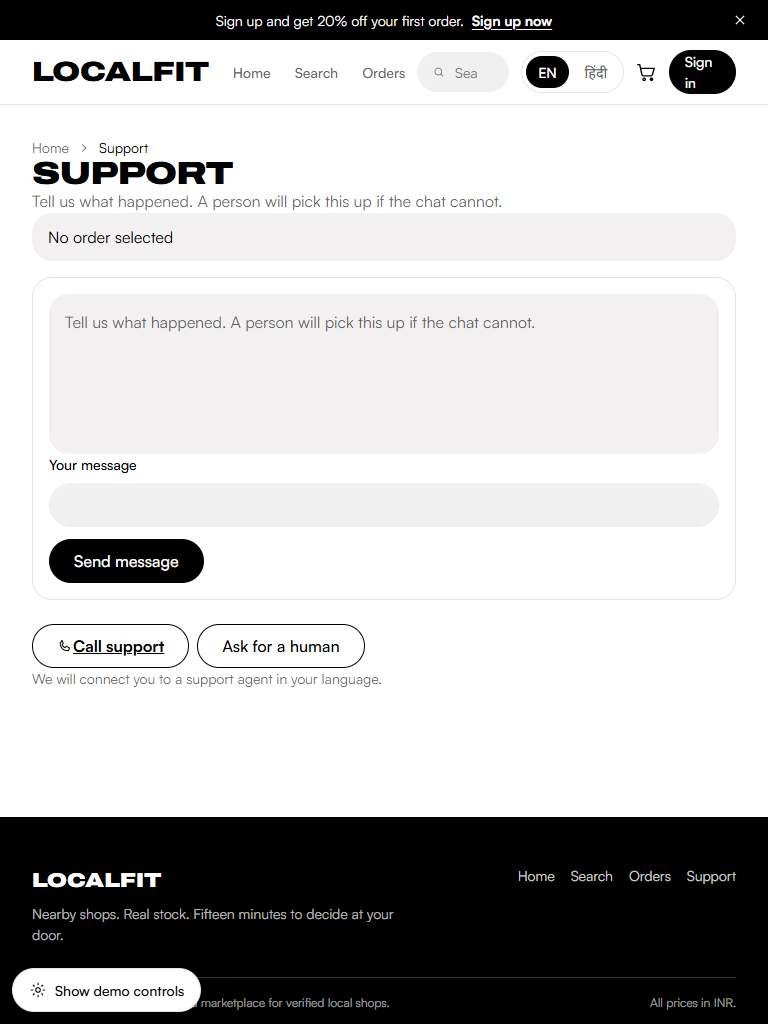 Sign up and get 20% off your first order. Sign up now
LOCALFIT
Home
Search
Orders
Sea
EN
हिंदी
Sign
in
Home
Support
SUPPORT
Tell us what happened. A person will pick this up if the chat cannot.
No order selected
Tell us what happened. A person will pick this up if the chat cannot.
Your message
Send message
Call support
Ask for a human
We will connect you to a support agent in your language.
LOCALFIT
Home
Search
Orders
Support
Nearby shops. Real stock. Fifteen minutes to decide at your
door.
Show demo controls
marketplace for verified local shops.
All prices in INR.